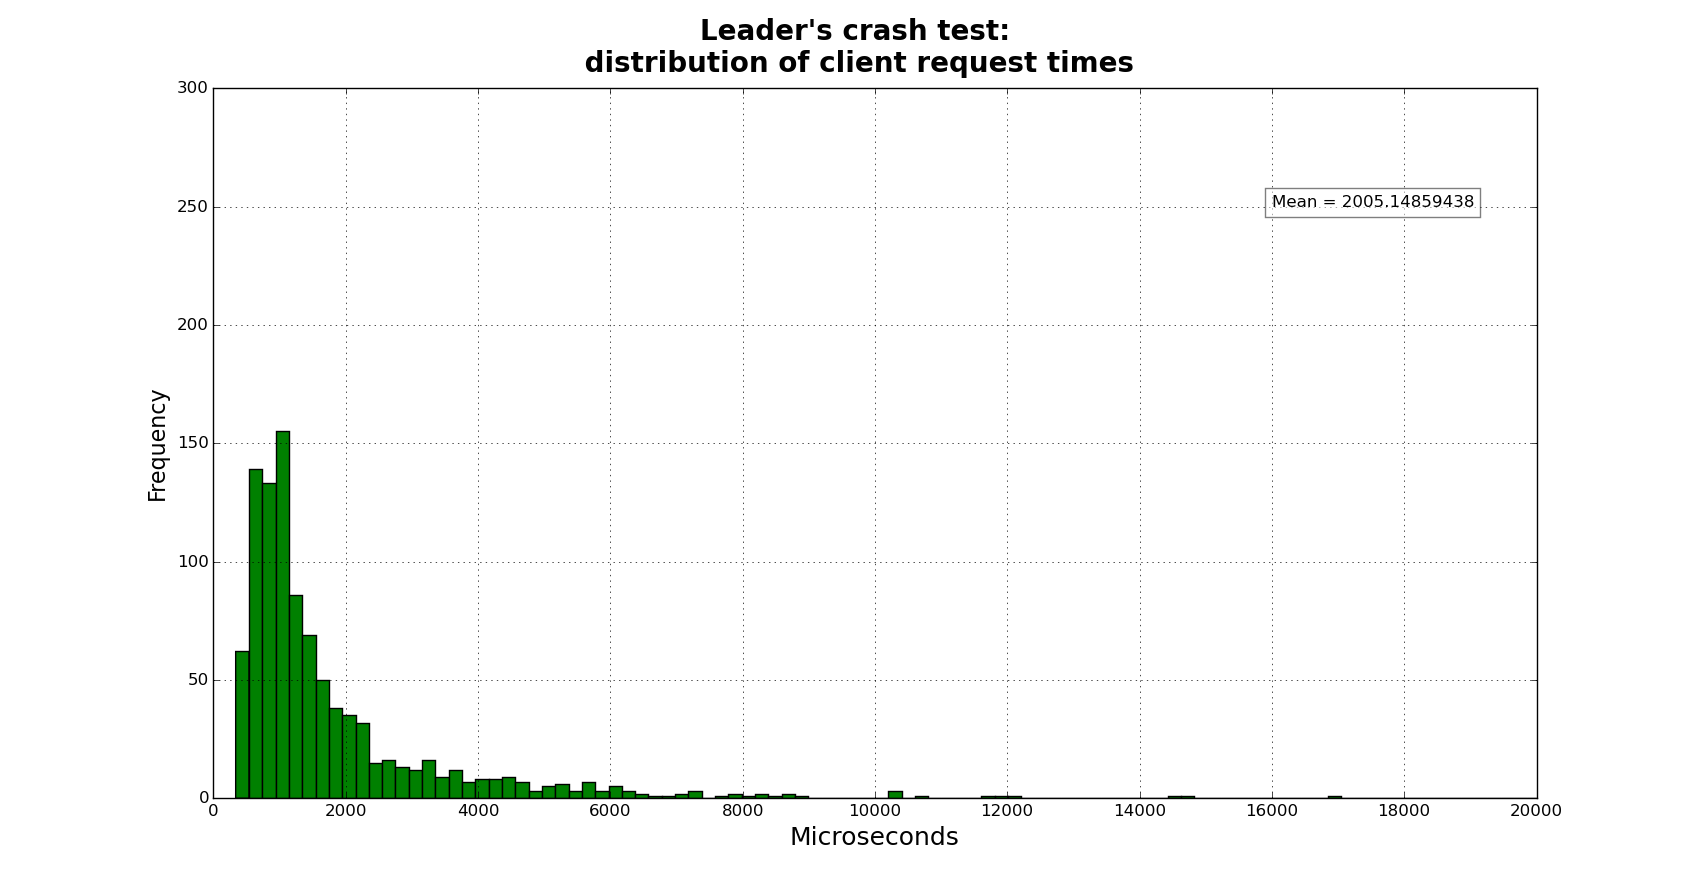 Leader's crash test:
distribution of client request times
300
250
200
150
100
50
0
Frequency
Mean = 2005.14859438
0 2000 4000 6000 8000 10000 12000 14000 16000 18000 20000
Microseconds